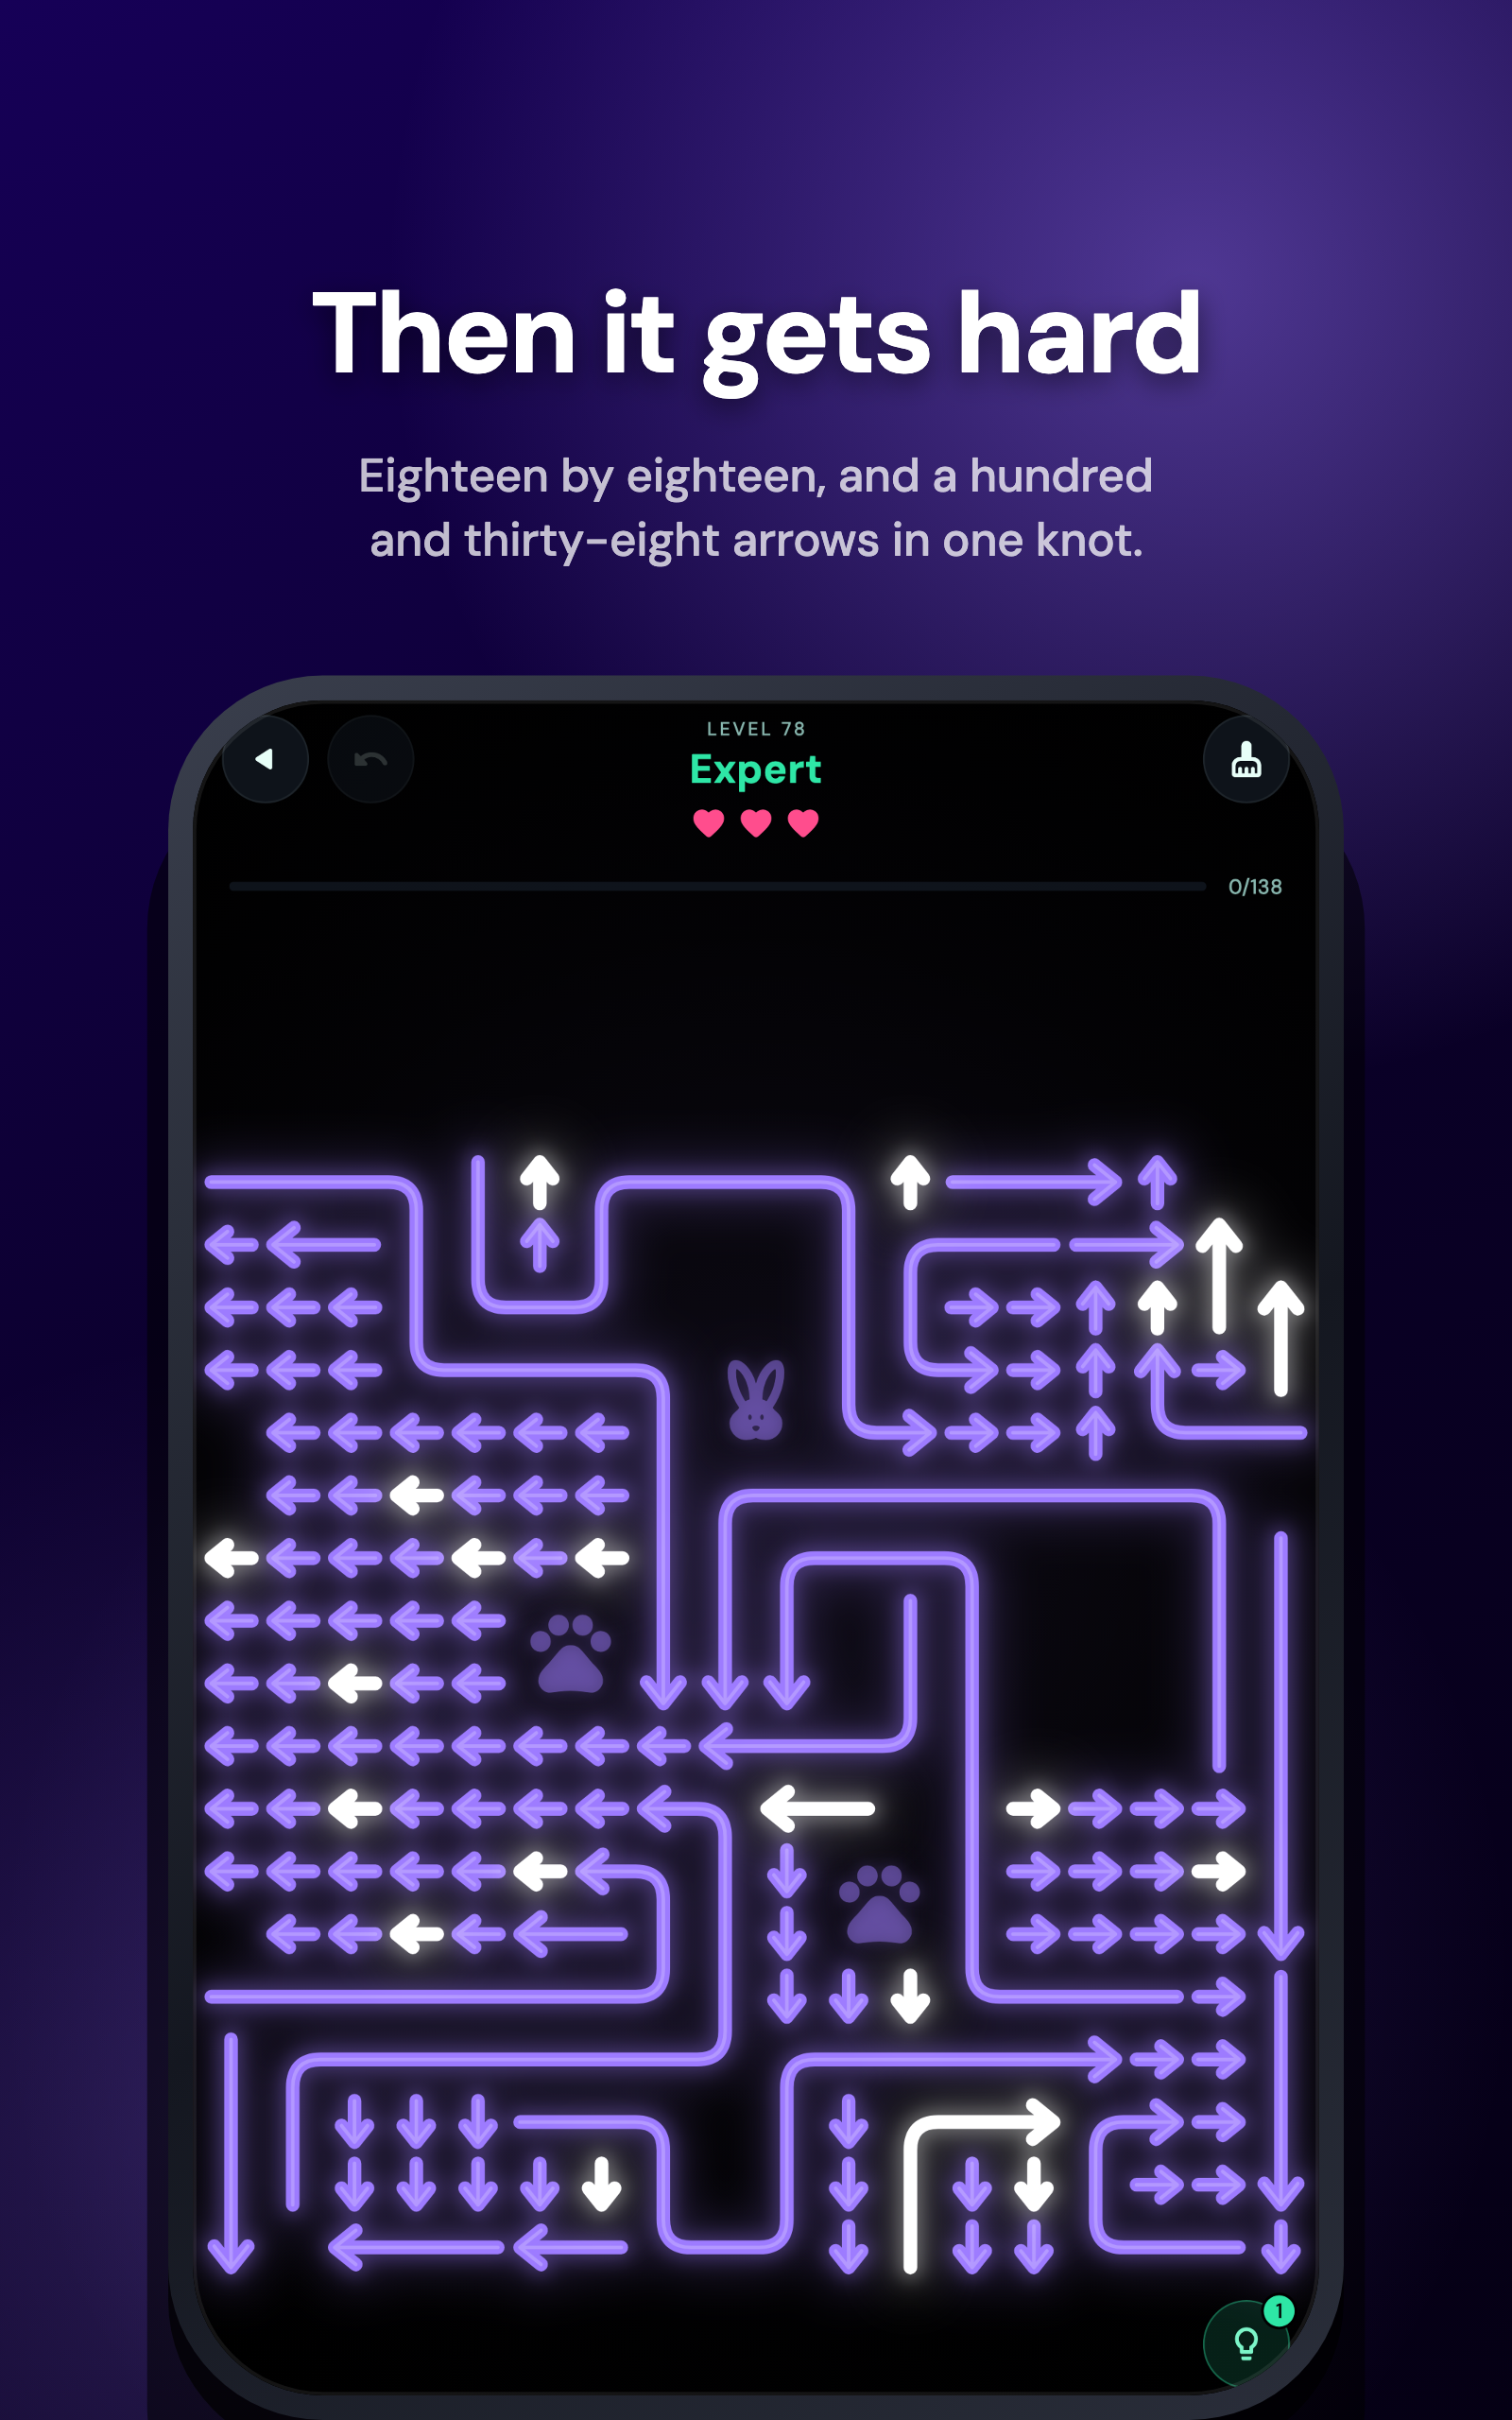 Then it gets hard
Eighteen by eighteen, and a hundred
and thirty-eight arrows in one knot.
LEVEL 78
Expert
0/138
1